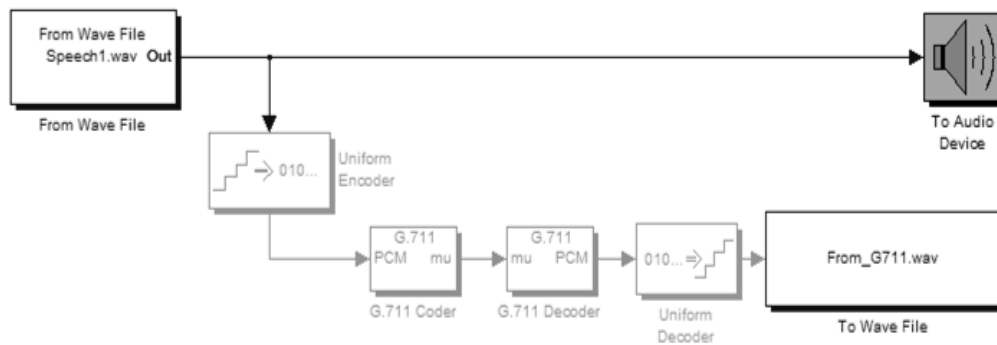 From Wave File
Speech1.wav Out
From Wave File
To Audio
Device
010...
Uniform
Encoder
G.711
PCM mu
G.711 Coder
G.711
mu PCM
G.711 Decoder
010...
Uniform
Decoder
From_G711.wav
To Wave File